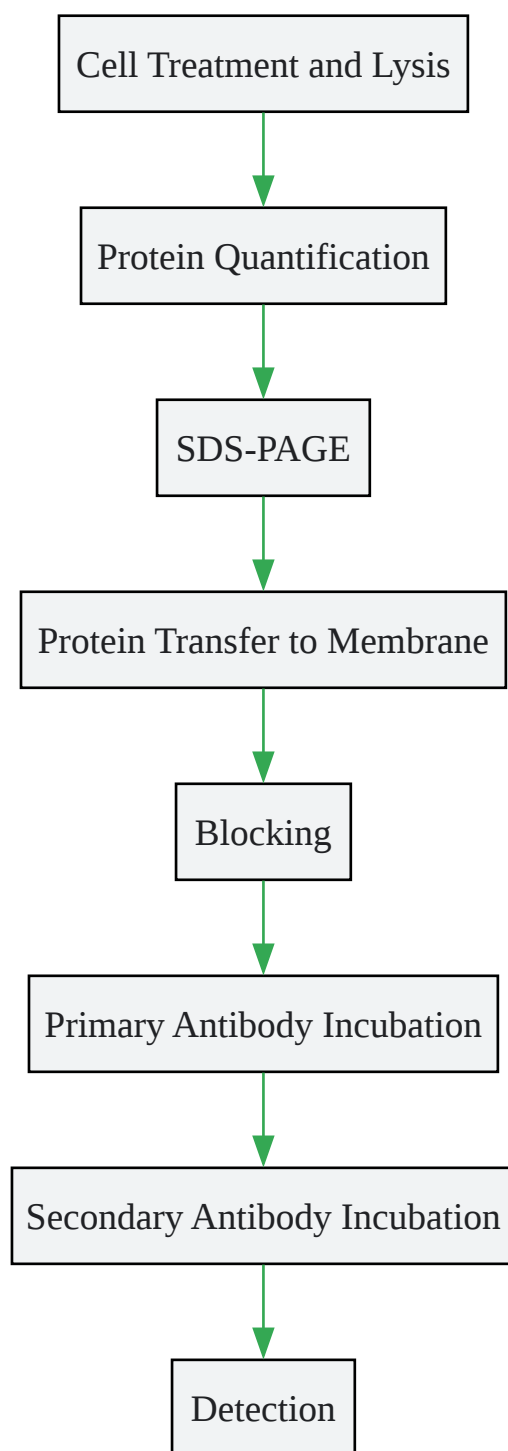 Cell Treatment and Lysis
Protein Quantification
SDS-PAGE
Protein Transfer to Membrane
Blocking
Primary Antibody Incubation
Secondary Antibody Incubation
Detection